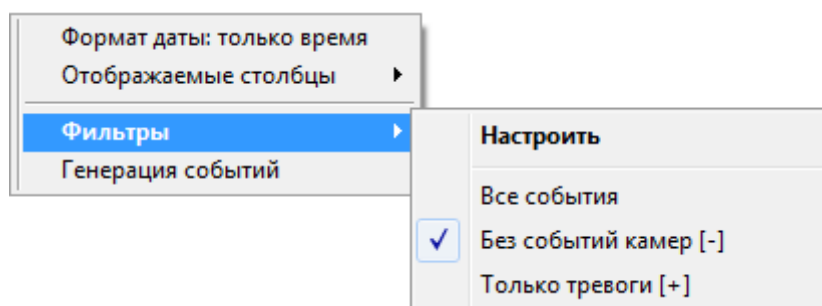 Формат даты: только время
Отображаемые столбцы
Фильтры
Генерация событий
Настроить
Все события
Без событий камер [-]
Только тревоги [+]